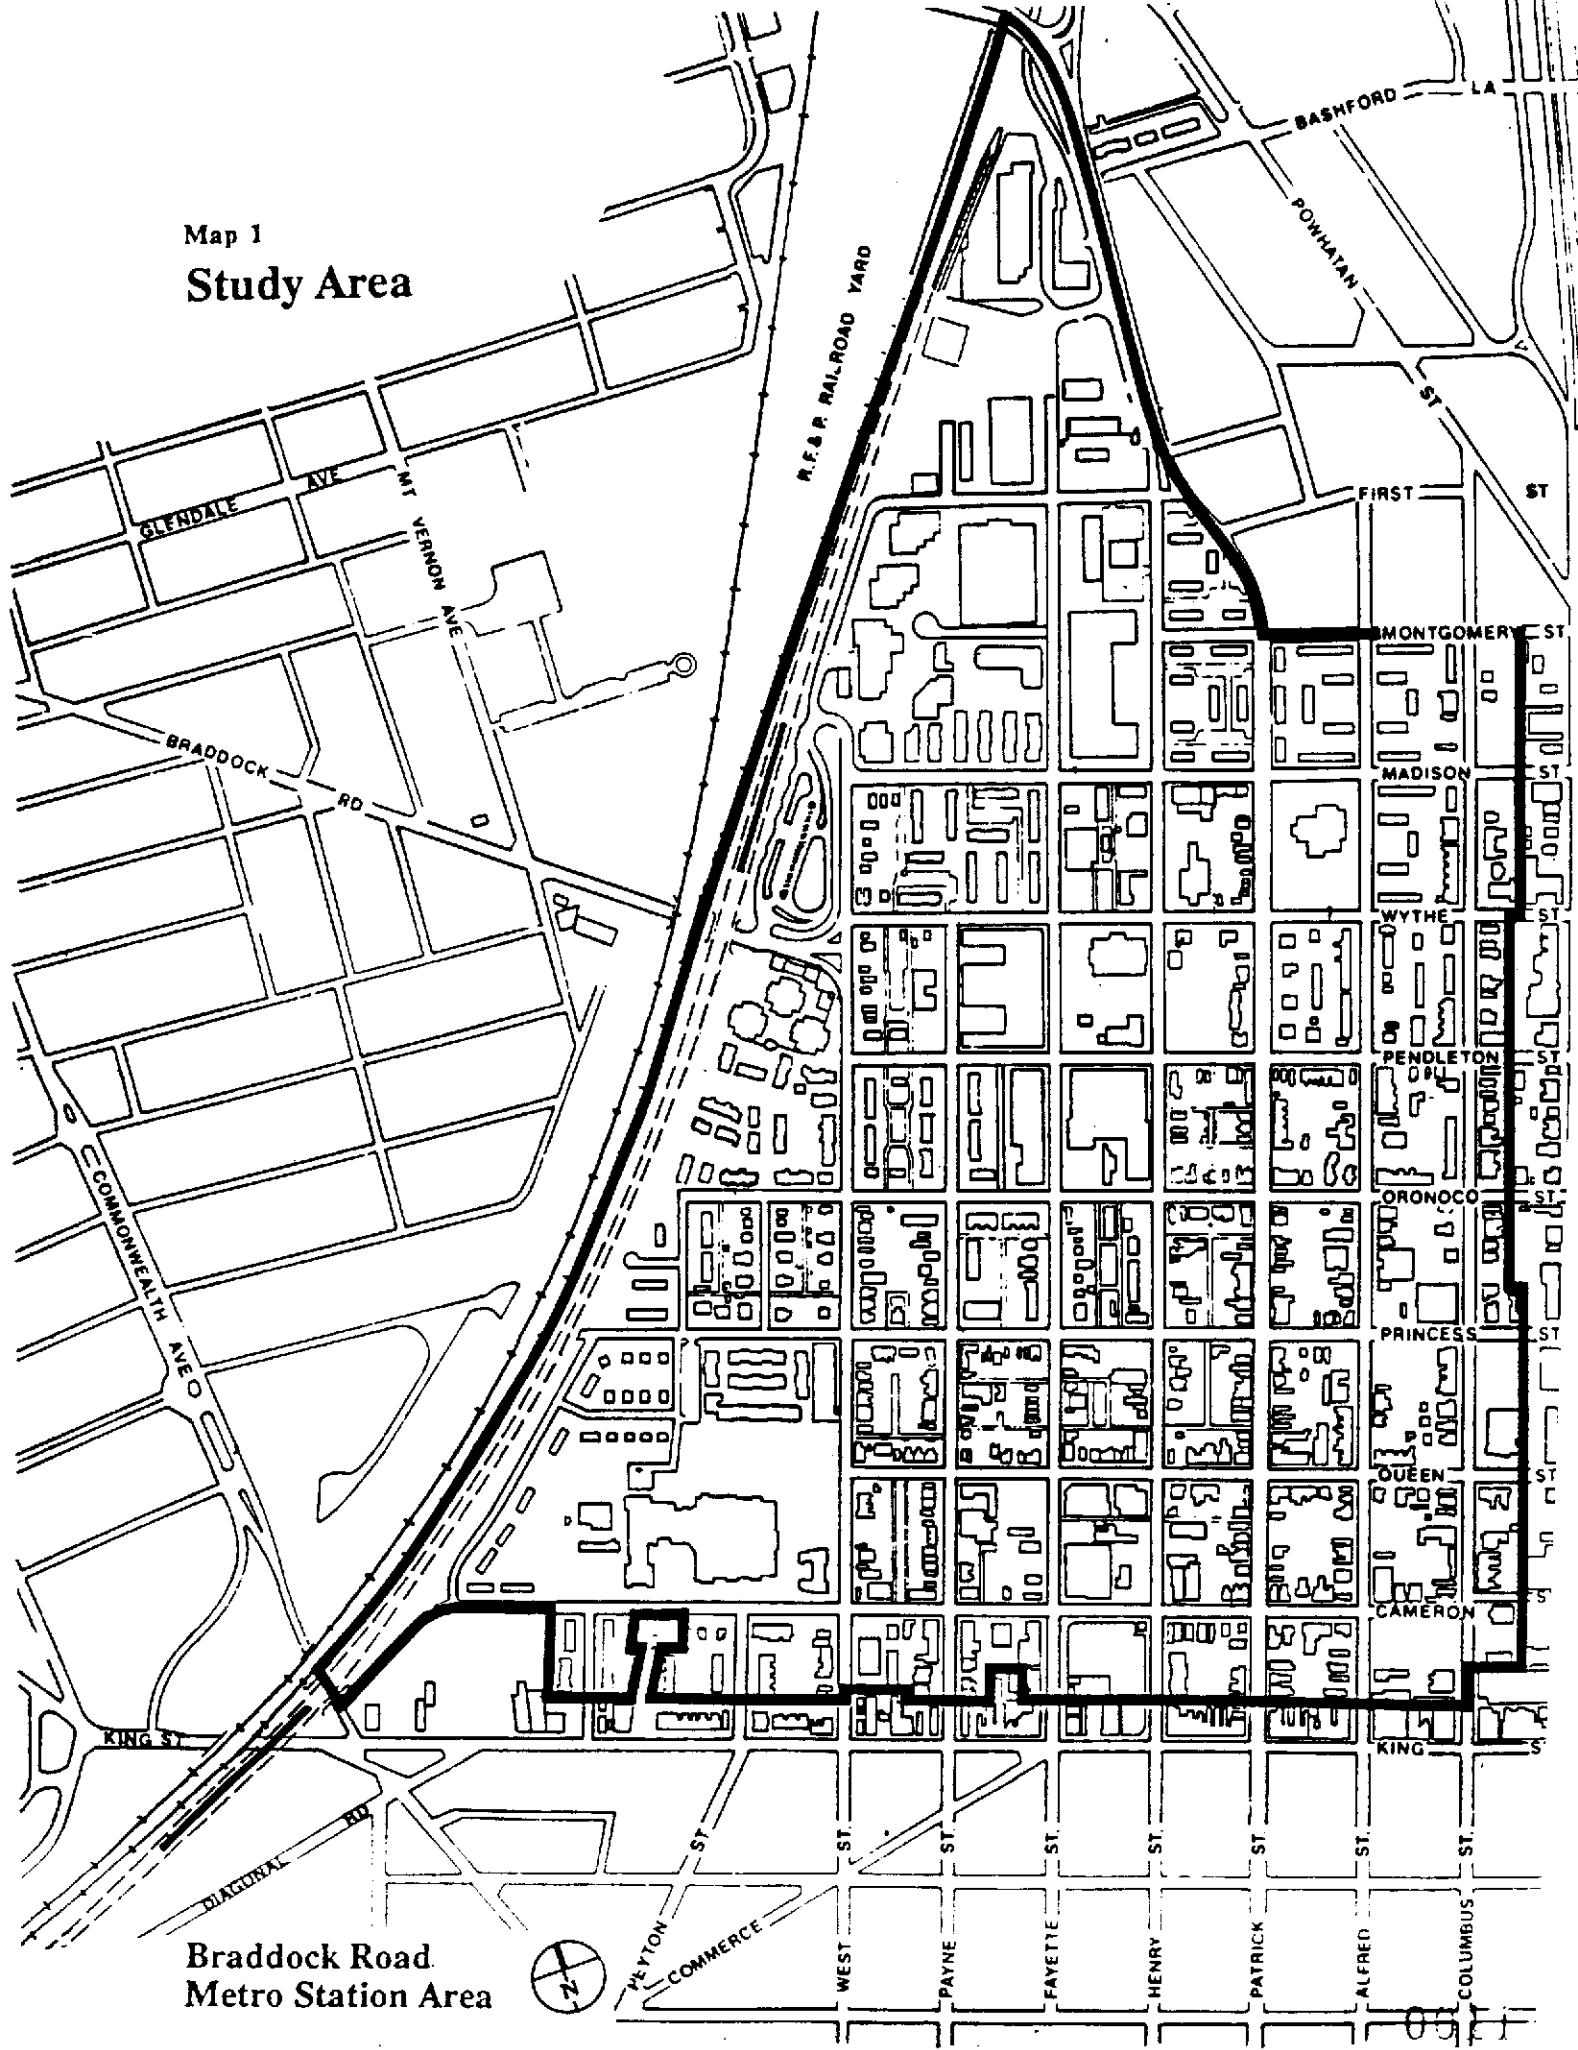 Map 1
Study Area
BASHFORD LA
POWHATAN ST
R.F.& P. RAILROAD YARD
GLENDALE AVE
MT VERNON AVE
FIRST ST
MONTGOMERY ST
BRADDOCK RD
MADISON ST
WYTHE ST
PENDLETON ST
COMMONWEALTH AVE
ORONOCO ST.
PRINCESS ST
QUEEN ST
CAMERON S
KING ST
KING S
DIAGONAL RD
PEYTON ST.
COMMERCE
WEST ST.
PAYNE ST.
FAYETTE ST.
HENRY ST.
PATRICK ST.
ALFRED ST.
COLUMBUS ST.
Braddock Road
Metro Station Area
N